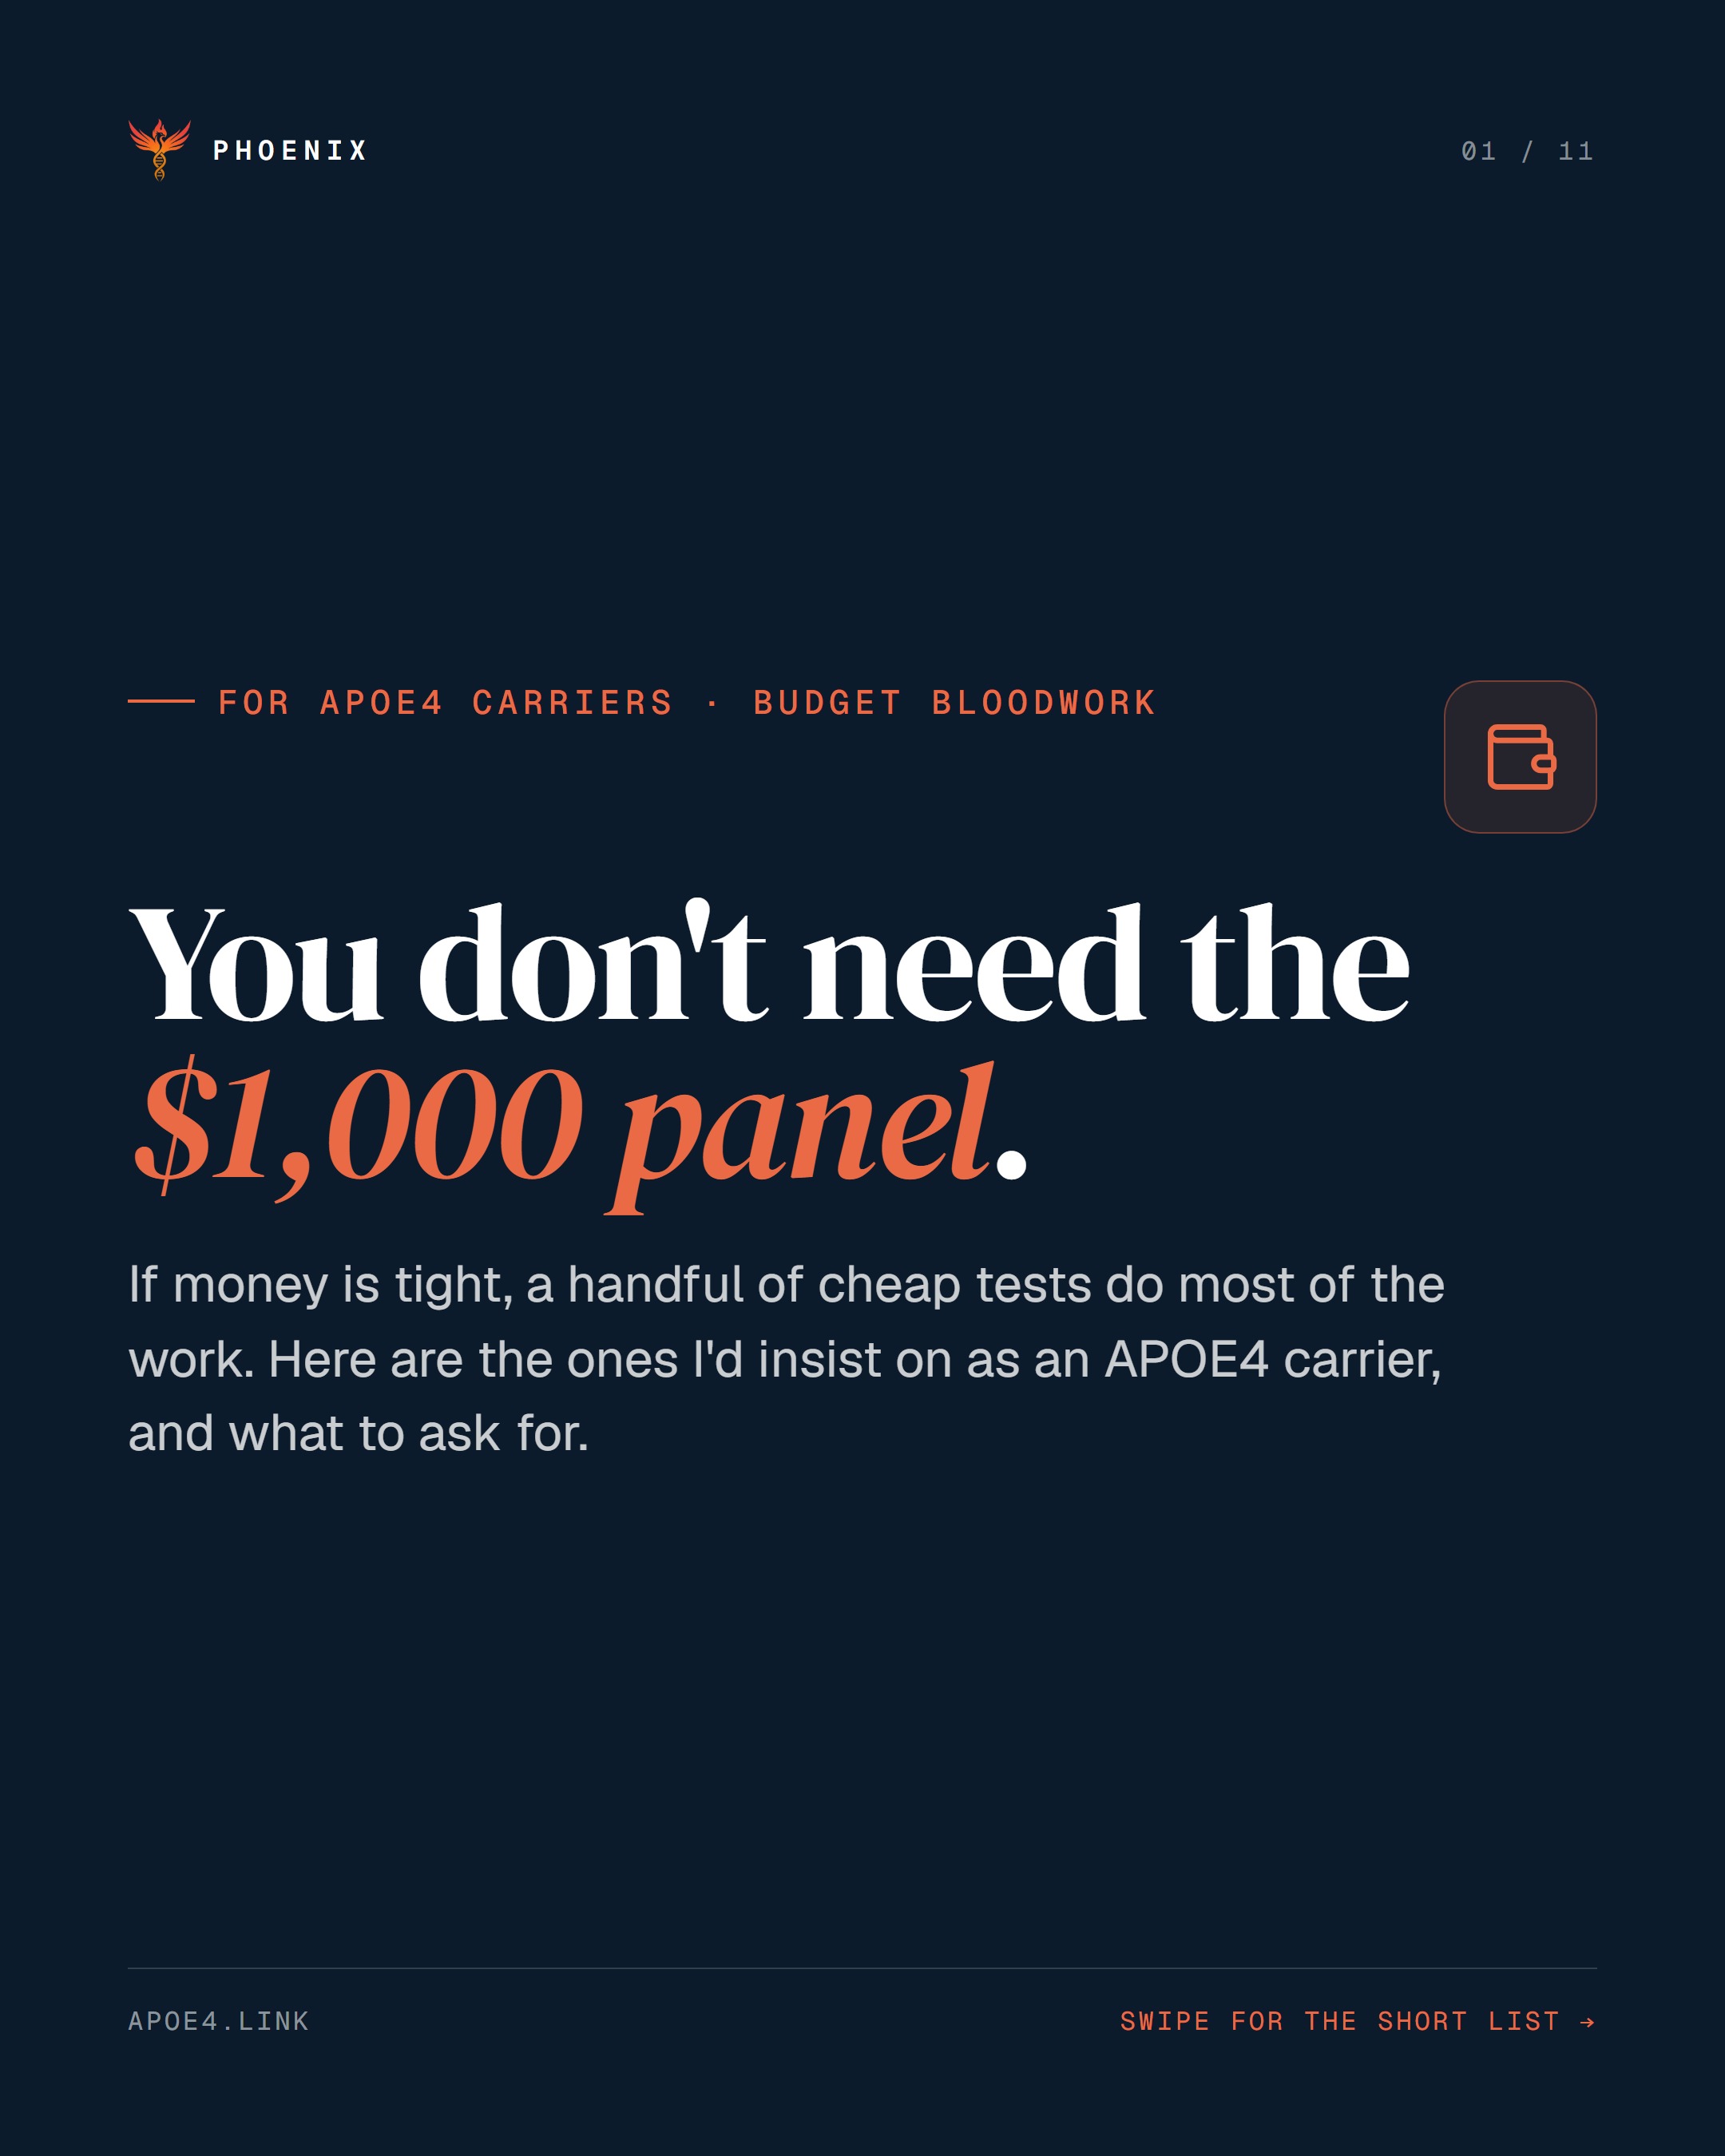 PHOENIX
01 / 11
FOR APOE4 CARRIERS · BUDGET BLOODWORK
You don't need the
$1,000 panel.
If money is tight, a handful of cheap tests do most of the
work. Here are the ones I'd insist on as an APOE4 carrier,
and what to ask for.
APOE4.LINK
SWIPE FOR THE SHORT LIST →